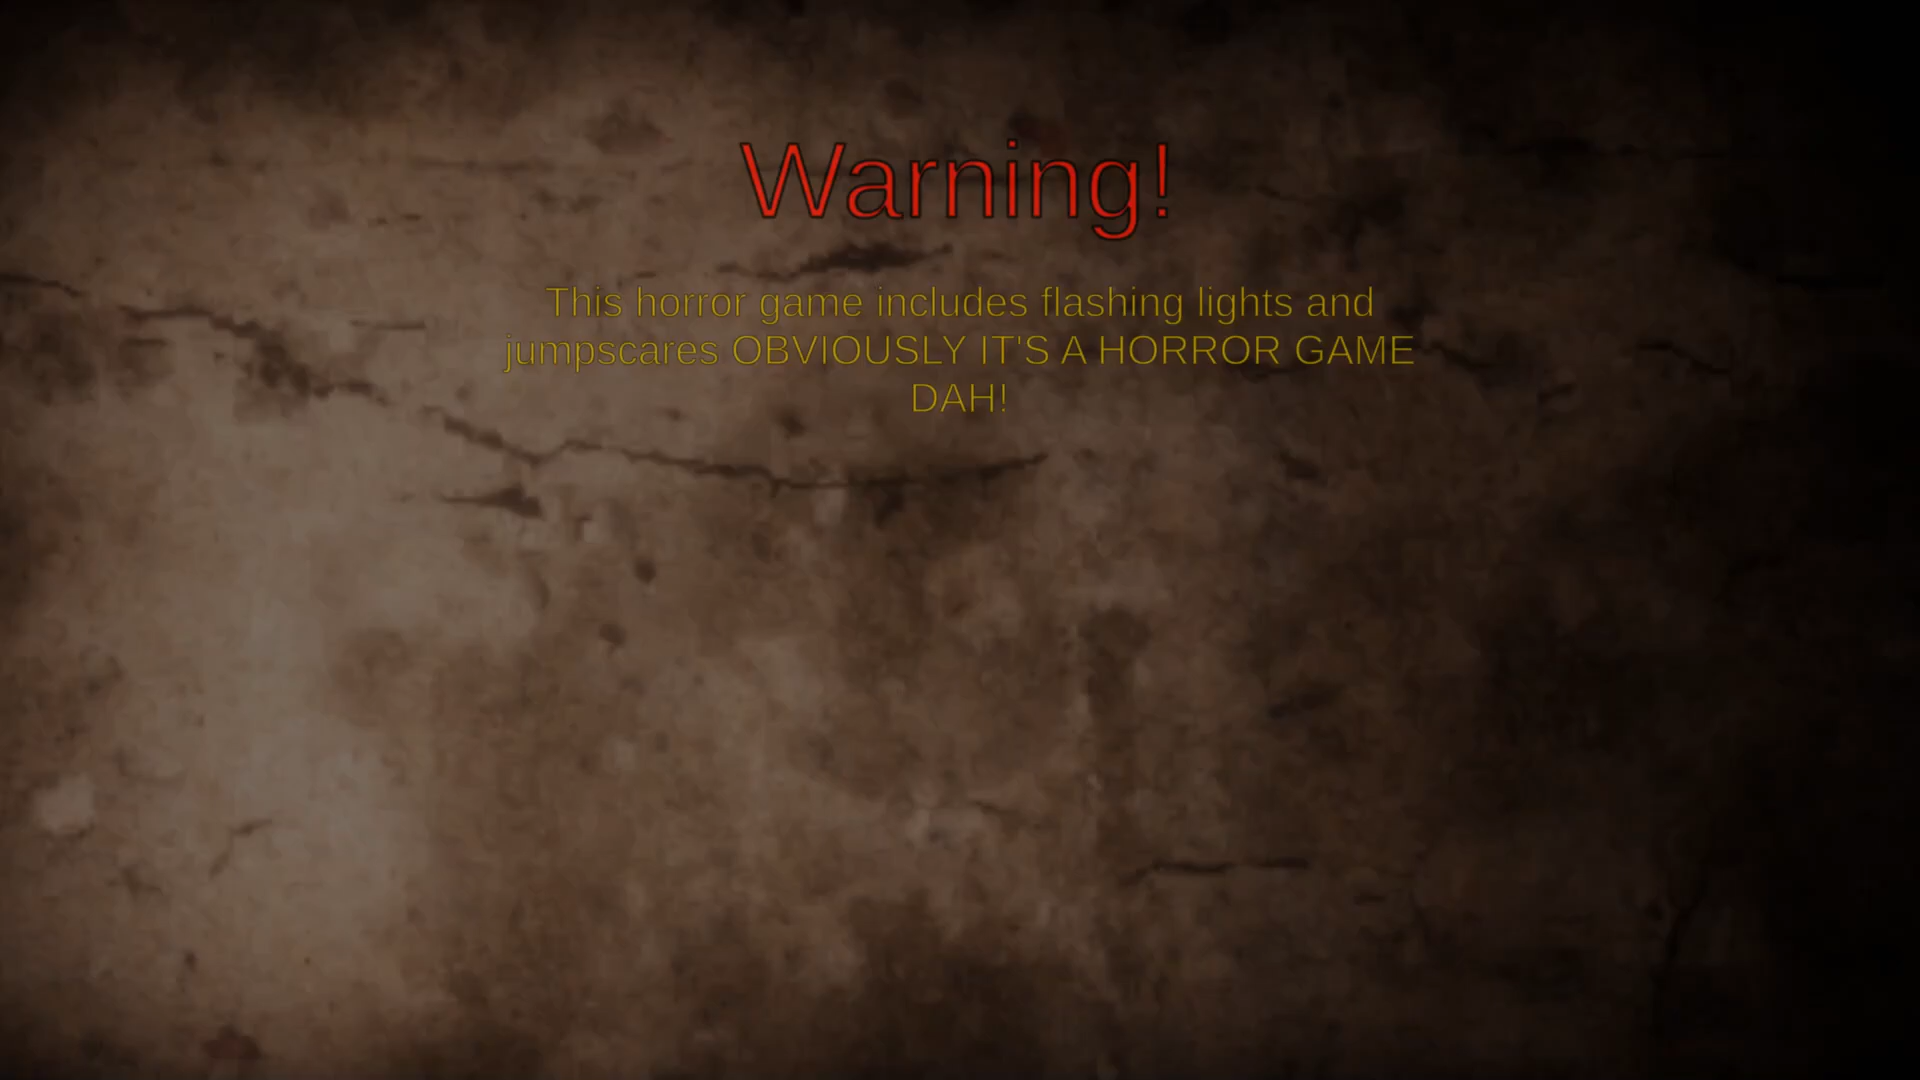 Warning!
This horror game includes flashing lights and
jumpscares OBVIOUSLY IT'S A HORROR GAME
DAH!